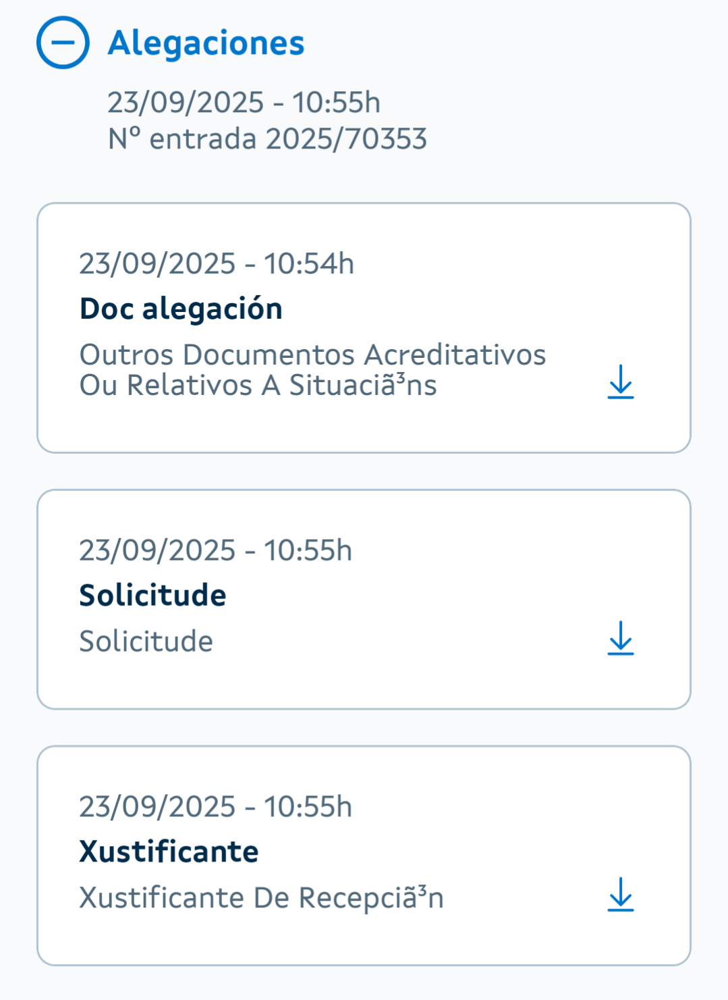 Alegaciones
23/09/2025 - 10:55h
Nº entrada 2025/70353
23/09/2025 - 10:54h
Doc alegación
Outros Documentos Acreditativos
Ou Relativos A Situaciã³ns
23/09/2025 - 10:55h
Solicitude
Solicitude
23/09/2025 - 10:55h
Xustificante
Xustificante De Recepciã³n